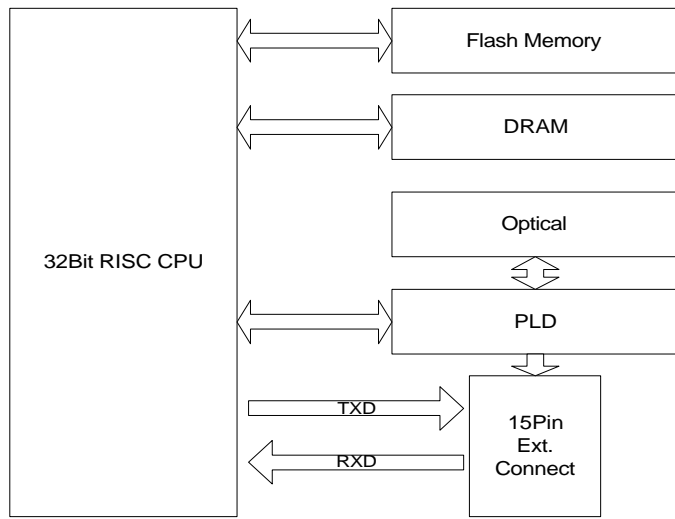 Flash Memory
DRAM
Optical
32Bit RISC CPU
PLD
TXD
15Pin
Ext.
Connect
RXD